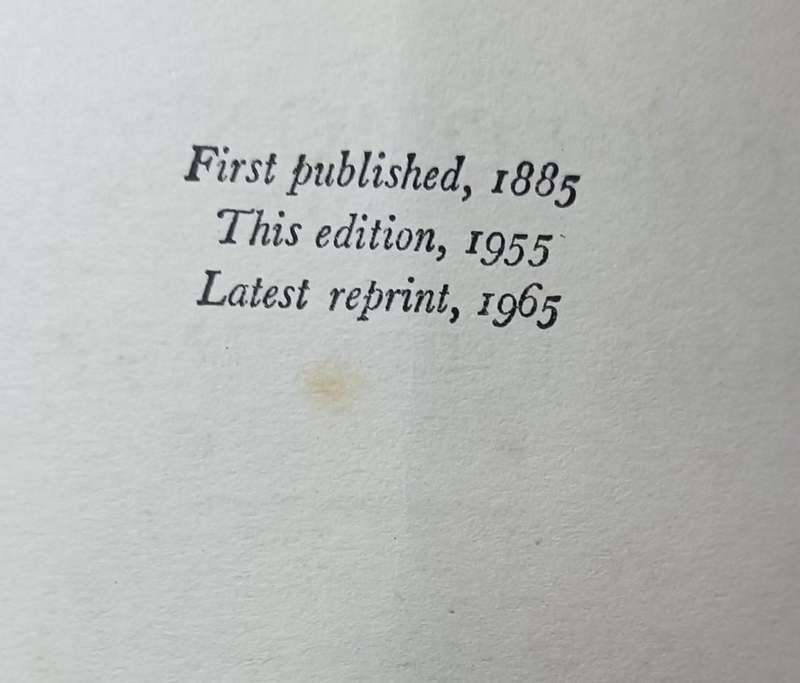 First published, 1885
This edition, 1955
Latest reprint, 1965